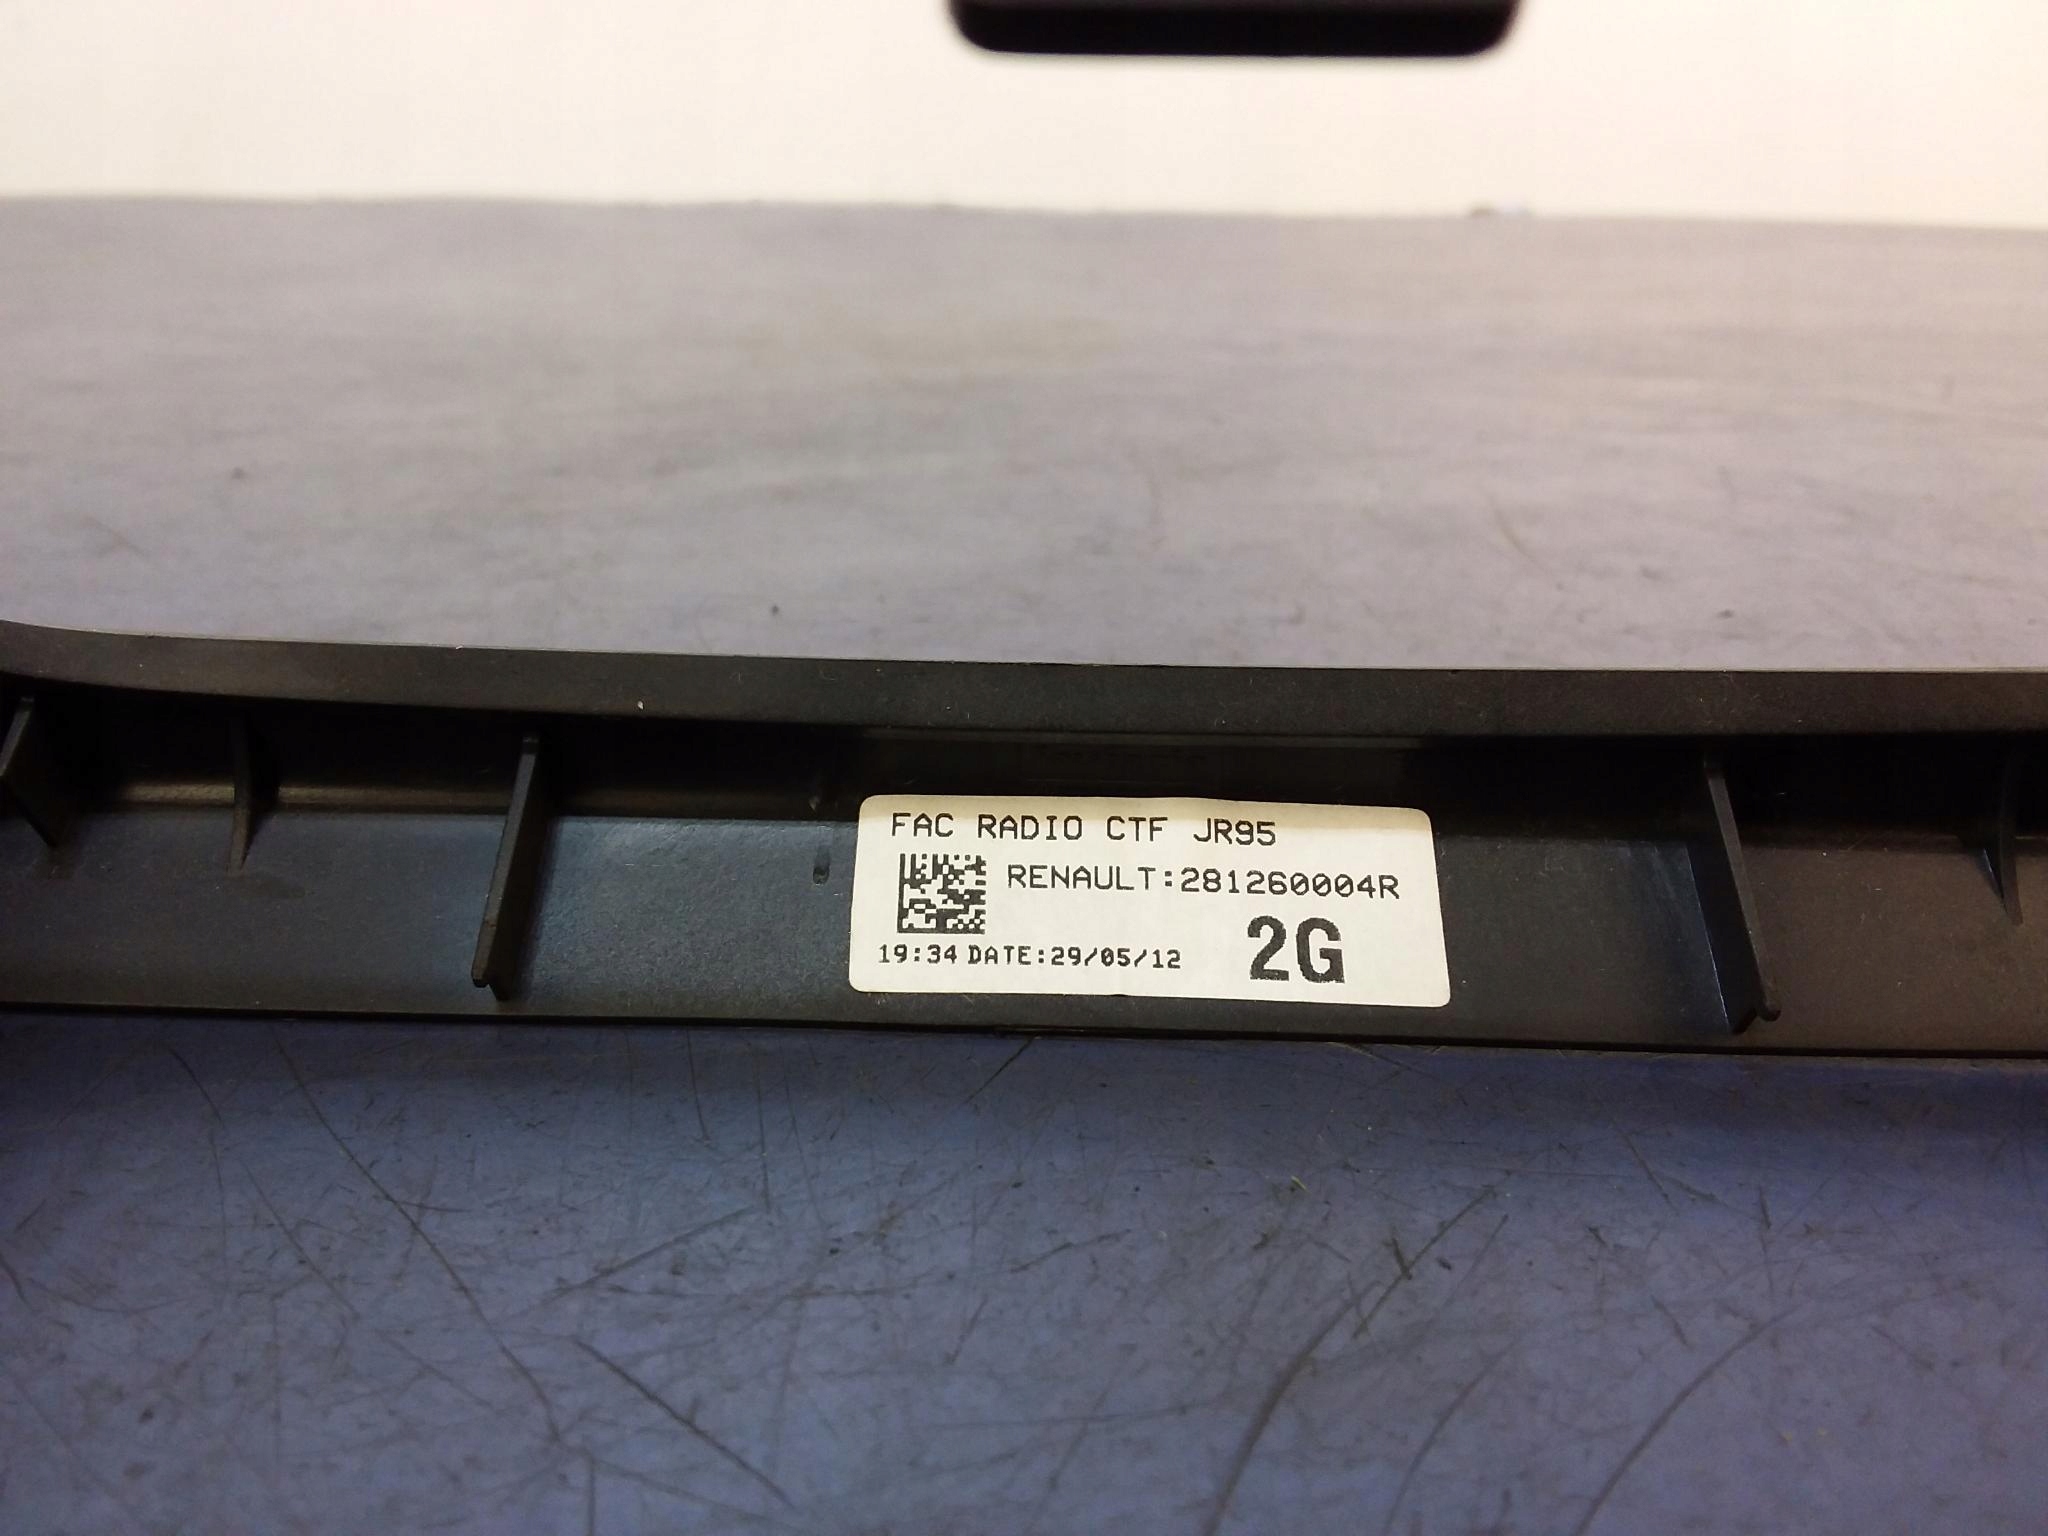 FAC RADIO CTF JR95
RENAULT:281260004R
2G
19:34 DATE:29/05/12